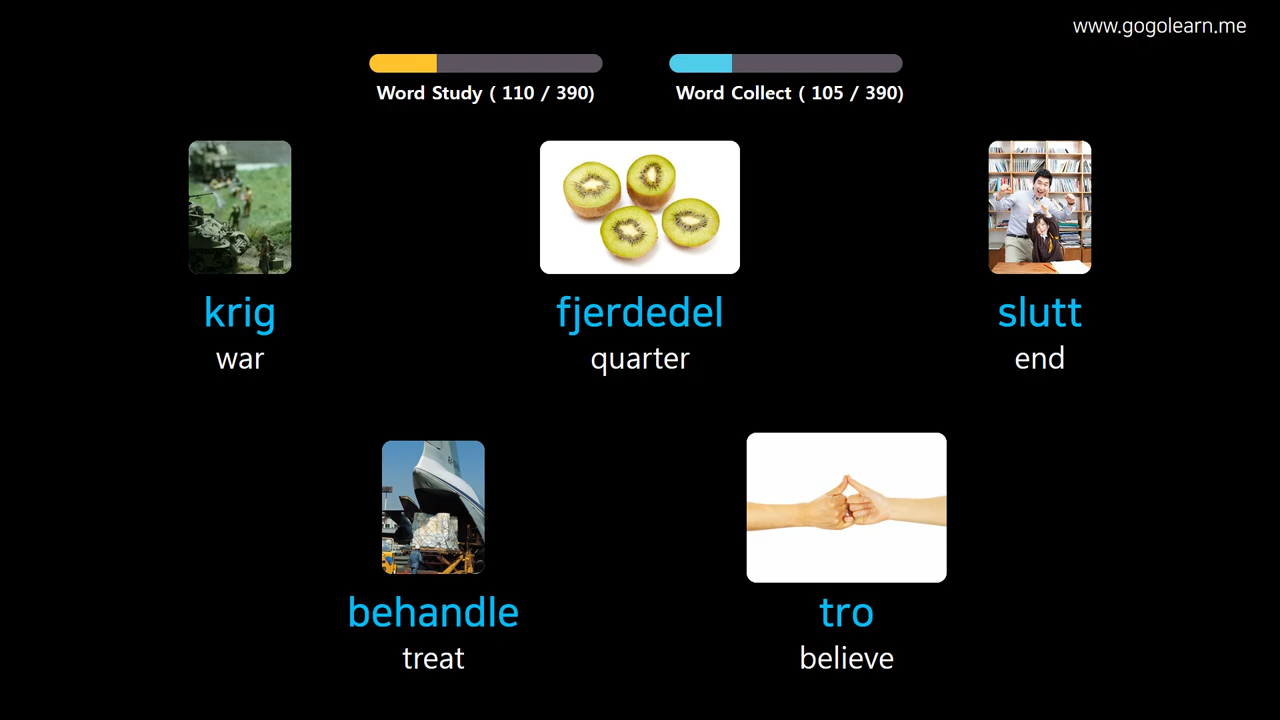 www.gogolearn.me
Word Study ( 110 / 390)
Word Collect ( 105 / 390)
krig
war
fjerdedel
quarter
slutt
end
behandle
treat
tro
believe